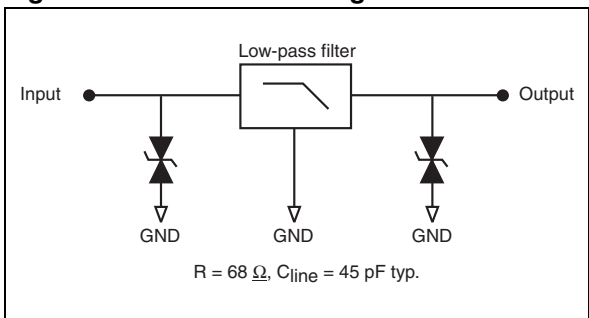 Low-pass filter
Input
Output
GND
GND
GND
R = 68 Ω, Cline = 45 pF typ.